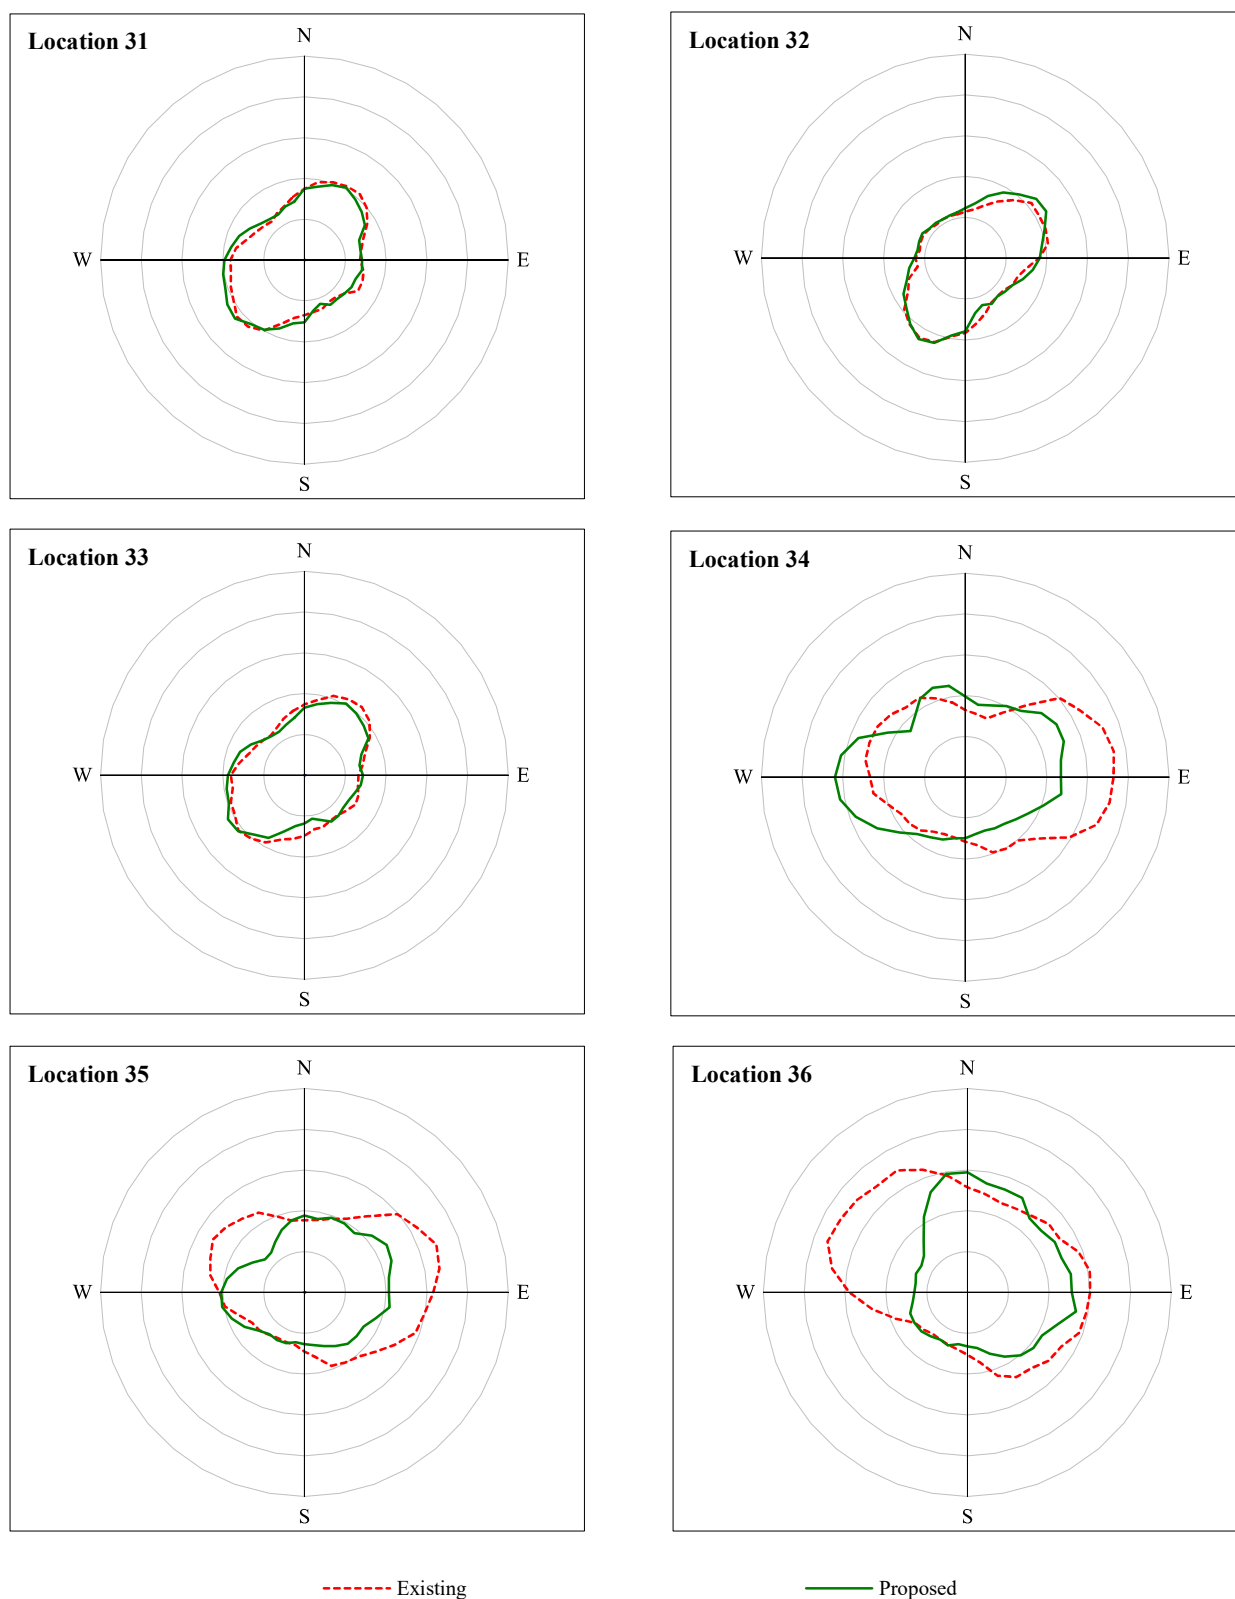 Location 31
N
W
E
S
Location 32
N
W
E
S
Location 33
N
W
E
S
Location 34
N
W
E
S
Location 35
N
W
E
S
Location 36
N
W
E
S
Existing
Proposed